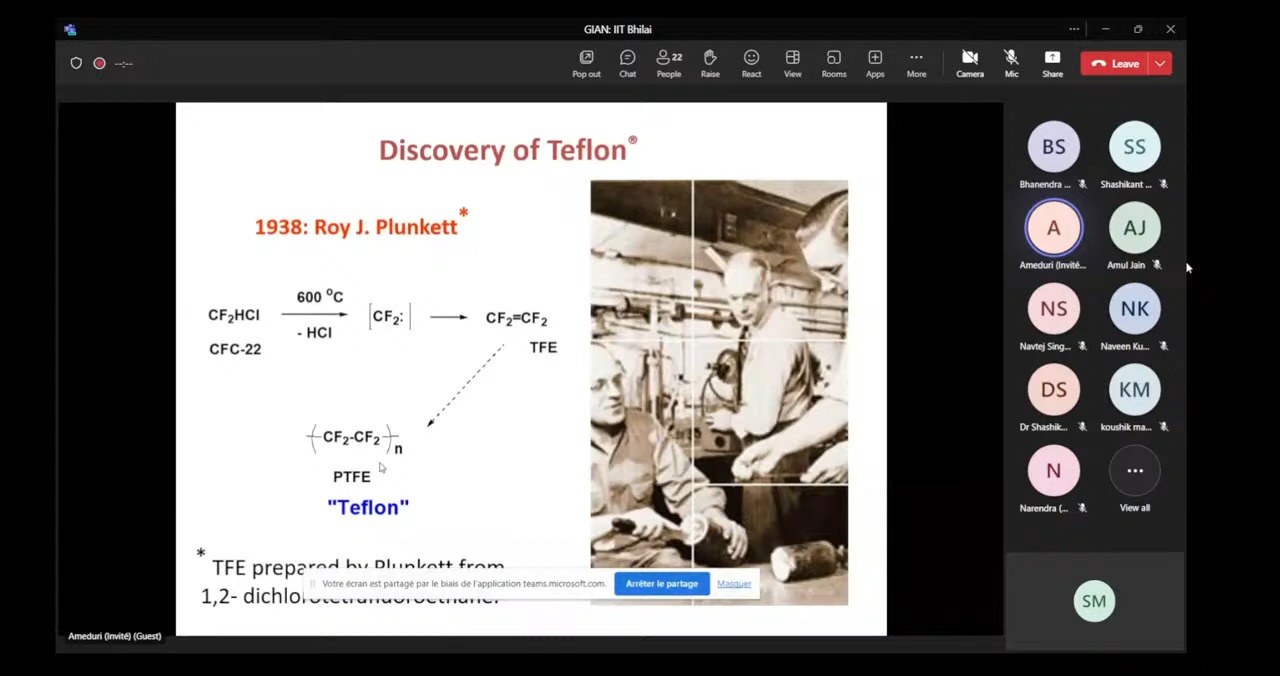 GIAN: IIT Bhilai
--:--
Pop out
Chat
22
People
Raise
React
View
Rooms
Apps
More
Camera
Mic
Share
Leave
Discovery of Teflon®
1938: Roy J. Plunkett*
CF2HCl
600 °C
- HCl
[CF2:]
CF2=CF2
CFC-22
TFE
(CF2-CF2)n
PTFE
"Teflon"
* TFE prepared by Plunkett from
1,2- dichlorotetrafluoroethane.
Votre écran est partagé par le biais de l'application teams.microsoft.com.
Arrêter le partage
Masquer
Ameduri (Invité) (Guest)
BS
SS
Bhanendra ...
Shashikant ...
A
AJ
Ameduri (Invité...
Amul Jain
NS
NK
Navtej Sing...
Naveen Ku...
DS
KM
Dr Shashik...
koushik ma...
N
...
Narendra (...
View all
SM